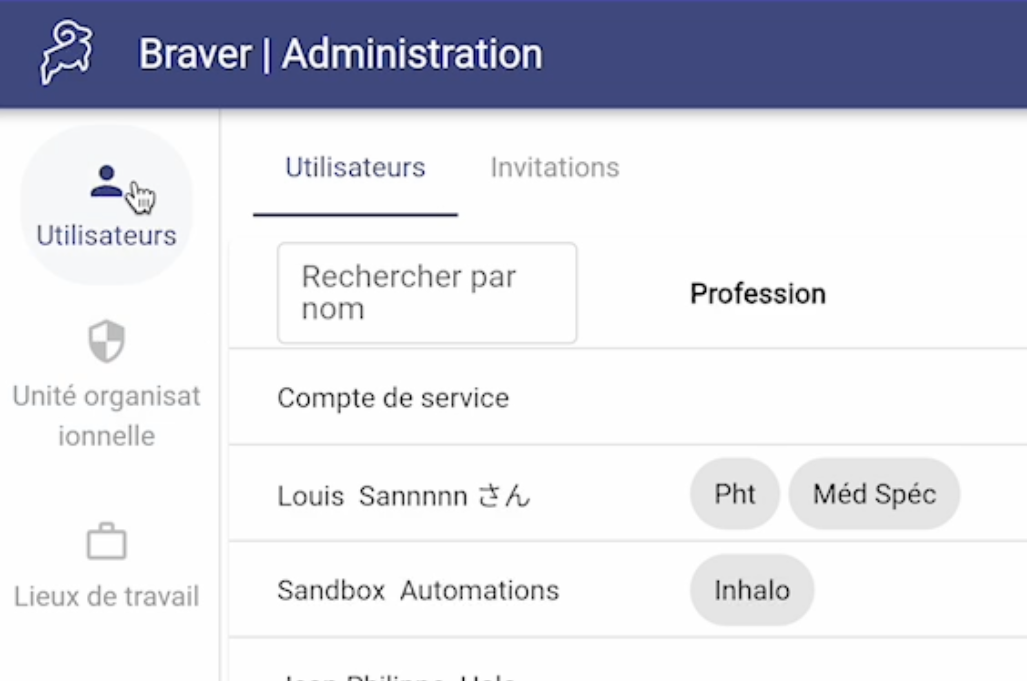 Braver | Administration
Utilisateurs
Unité organisat
ionnelle
Lieux de travail
Utilisateurs Invitations
Rechercher par
nom
Profession
Compte de service
Louis Sannnnn さん Pht Méd Spéc
Sandbox Automations Inhalo